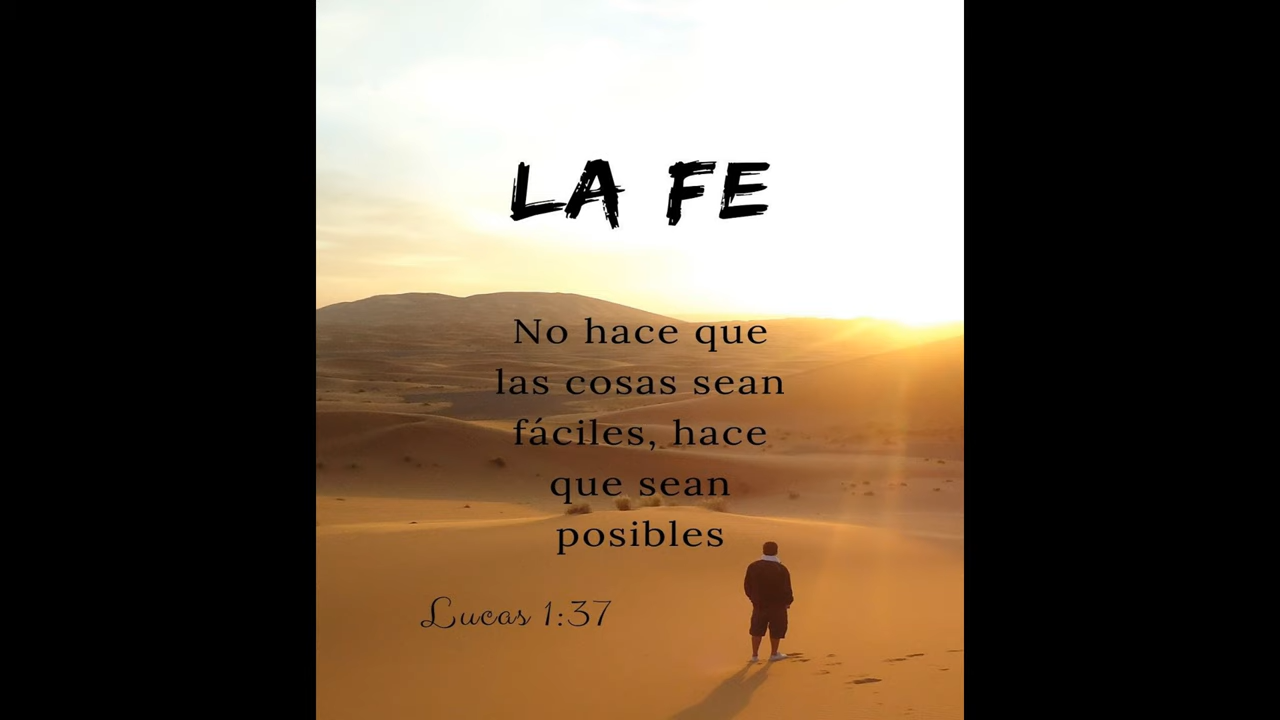 LA FE
No hace que
las cosas sean
fáciles, hace
que sean
posibles
Lucas 1:37